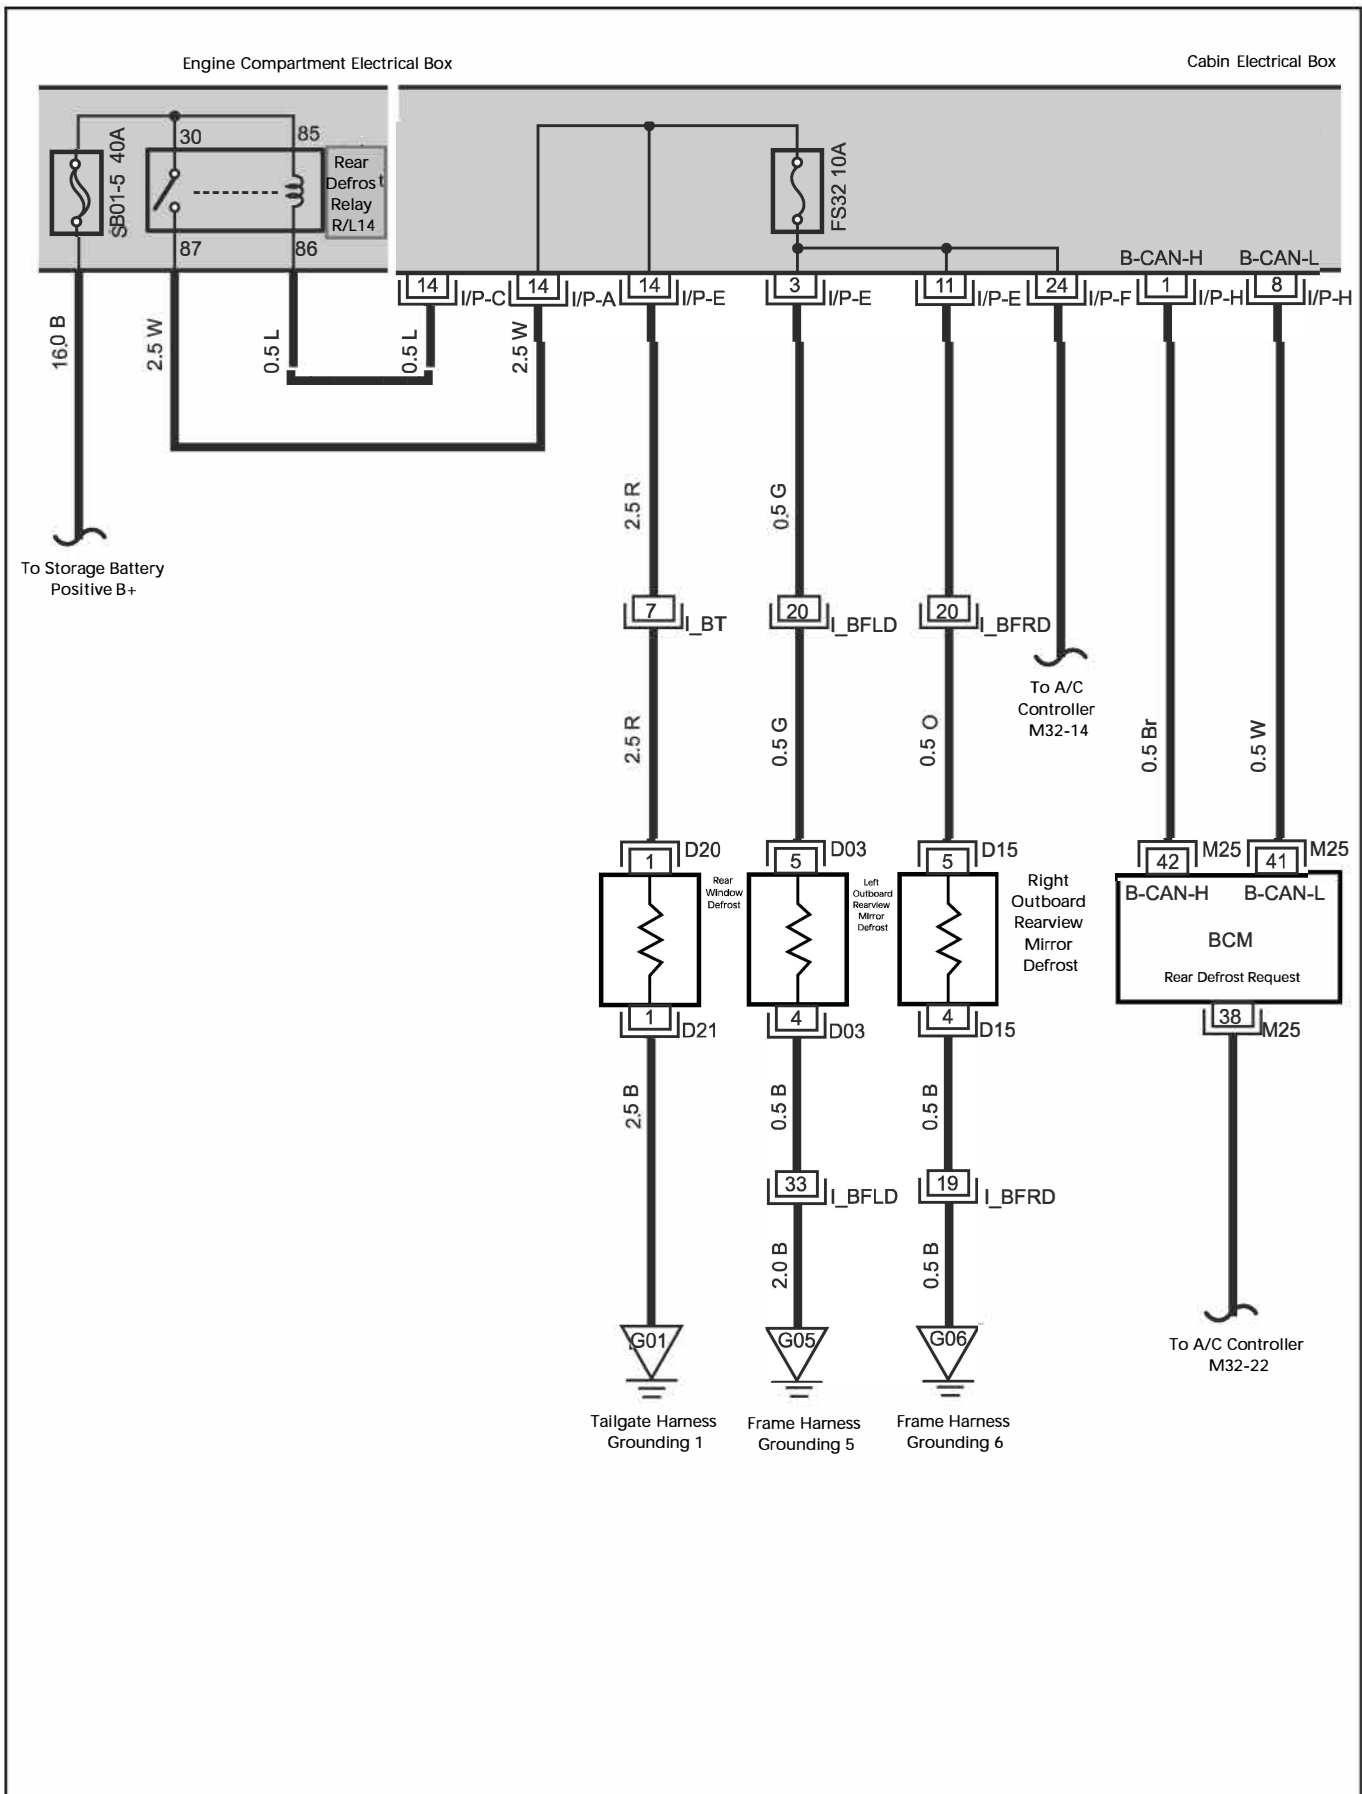 Engine Compartment Electrical Box
Cabin Electrical Box
SB01-5 40A
30
85
Rear
Defrost
Relay
R/L14
87
86
FS32 10A
B-CAN-H
B-CAN-L
14
I/P-C
14
I/P-A
14
I/P-E
3
I/P-E
11
I/P-E
24
I/P-F
1
I/P-H
8
I/P-H
16.0 B
2.5 W
0.5 L
0.5 L
2.5 W
2.5 R
0.5 G
To Storage Battery
Positive B+
7
I_BT
20
I_BFLD
20
I_BFRD
To A/C
Controller
M32-14
2.5 R
0.5 G
0.5 O
0.5 Br
0.5 W
1
D20
5
D03
5
D15
42
M25
41
M25
Rear
Window
Defrost
Left
Outboard
Rearview
Mirror
Defrost
Right
Outboard
Rearview
Mirror
Defrost
B-CAN-H
B-CAN-L
BCM
Rear Defrost Request
1
D21
4
D03
4
D15
38
M25
2.5 B
0.5 B
0.5 B
33
I_BFLD
19
I_BFRD
2.0 B
0.5 B
G01
G05
G06
To A/C Controller
M32-22
Tailgate Harness
Grounding 1
Frame Harness
Grounding 5
Frame Harness
Grounding 6